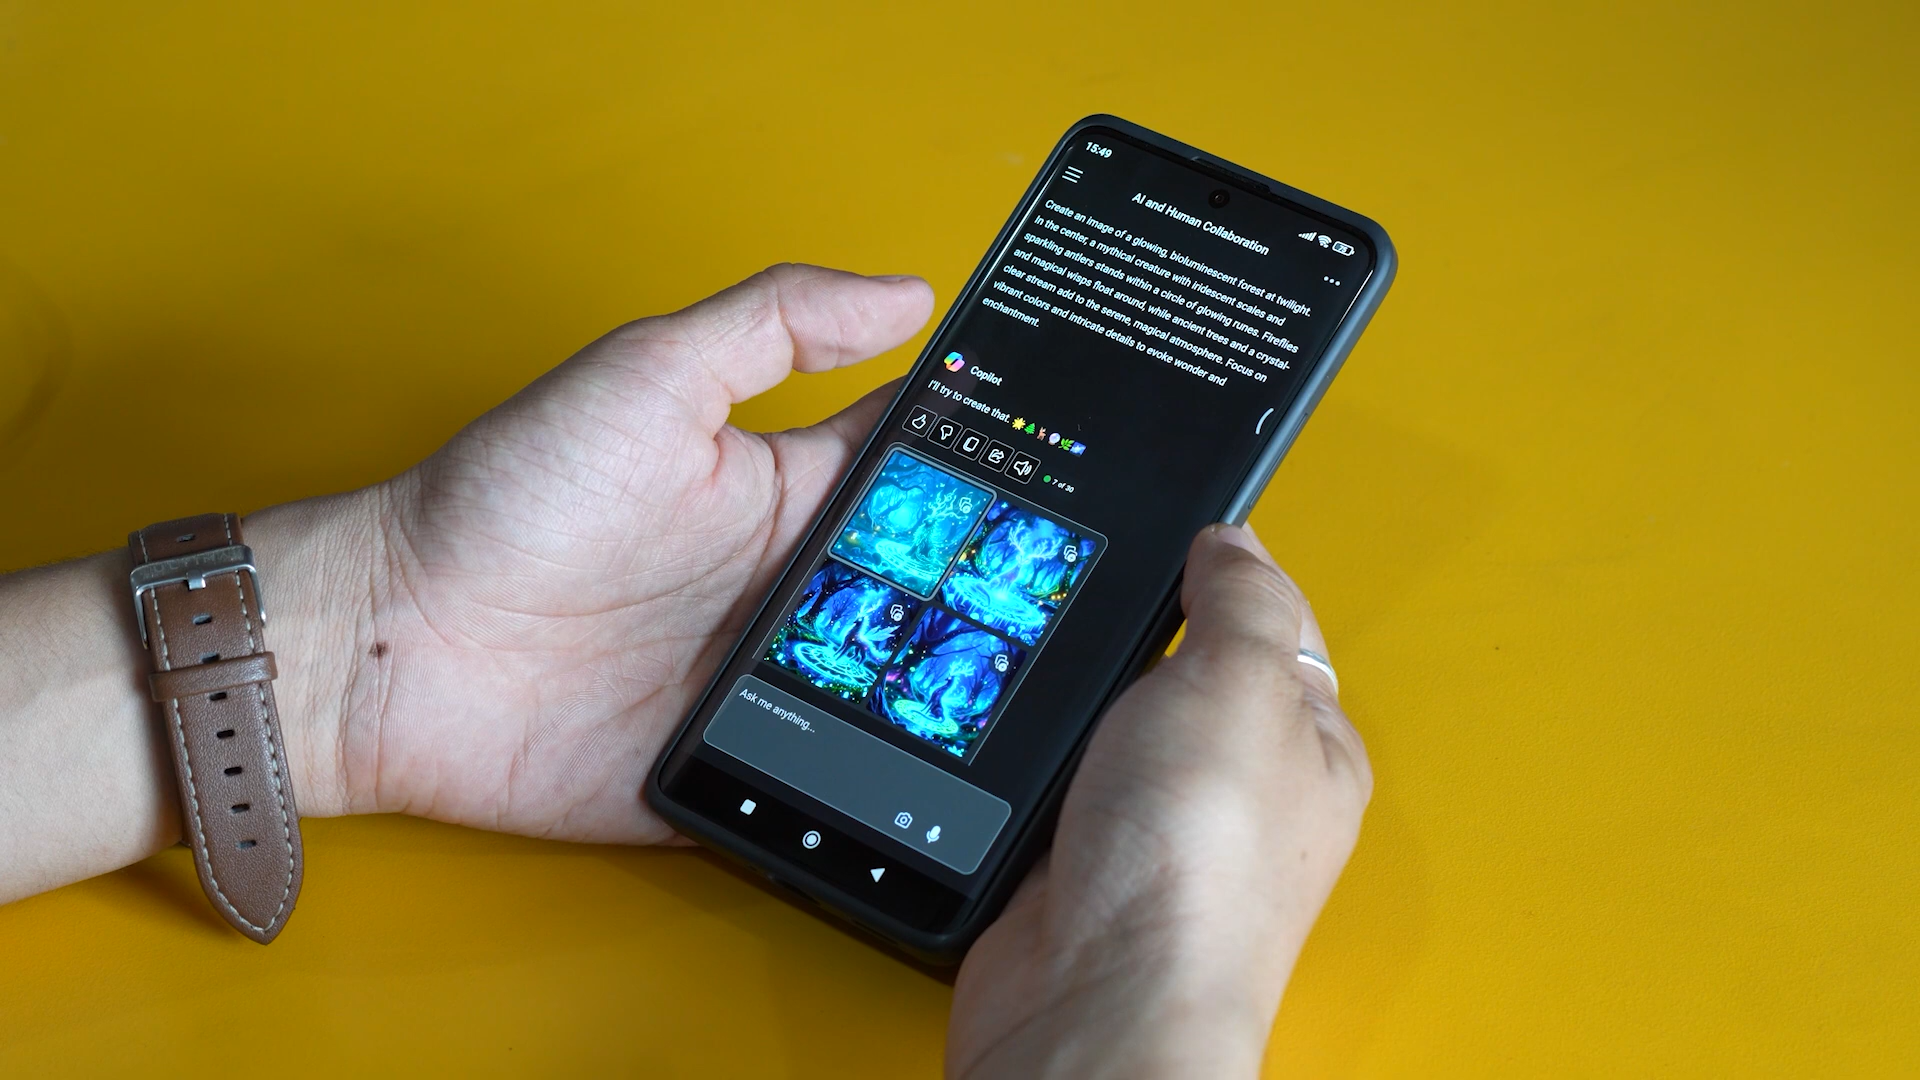 15:49
AI and Human Collaboration
Create an image of a glowing, bioluminescent forest at twilight.
In the center, a mythical creature with iridescent scales and
sparkling antlers stands within a circle of glowing runes. Fireflies
and magical wisps float around, while ancient trees and a crystal-
clear stream add to the serene, magical atmosphere. Focus on
vibrant colors and intricate details to evoke wonder and
enchantment.
Copilot
I'll try to create that. 🌟🌲🦌🔮🌿🌌
7 of 30
Ask me anything...